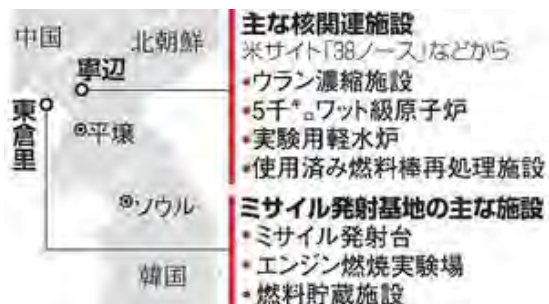 中国
北朝鮮
寧辺
東倉里
平壌
ソウル
韓国
主な核関連施設
米サイト「38ノース」などから
・ウラン濃縮施設
・5千㌔ワット級原子炉
・実験用軽水炉
・使用済み燃料棒再処理施設
ミサイル発射基地の主な施設
・ミサイル発射台
・エンジン燃焼実験場
・燃料貯蔵施設